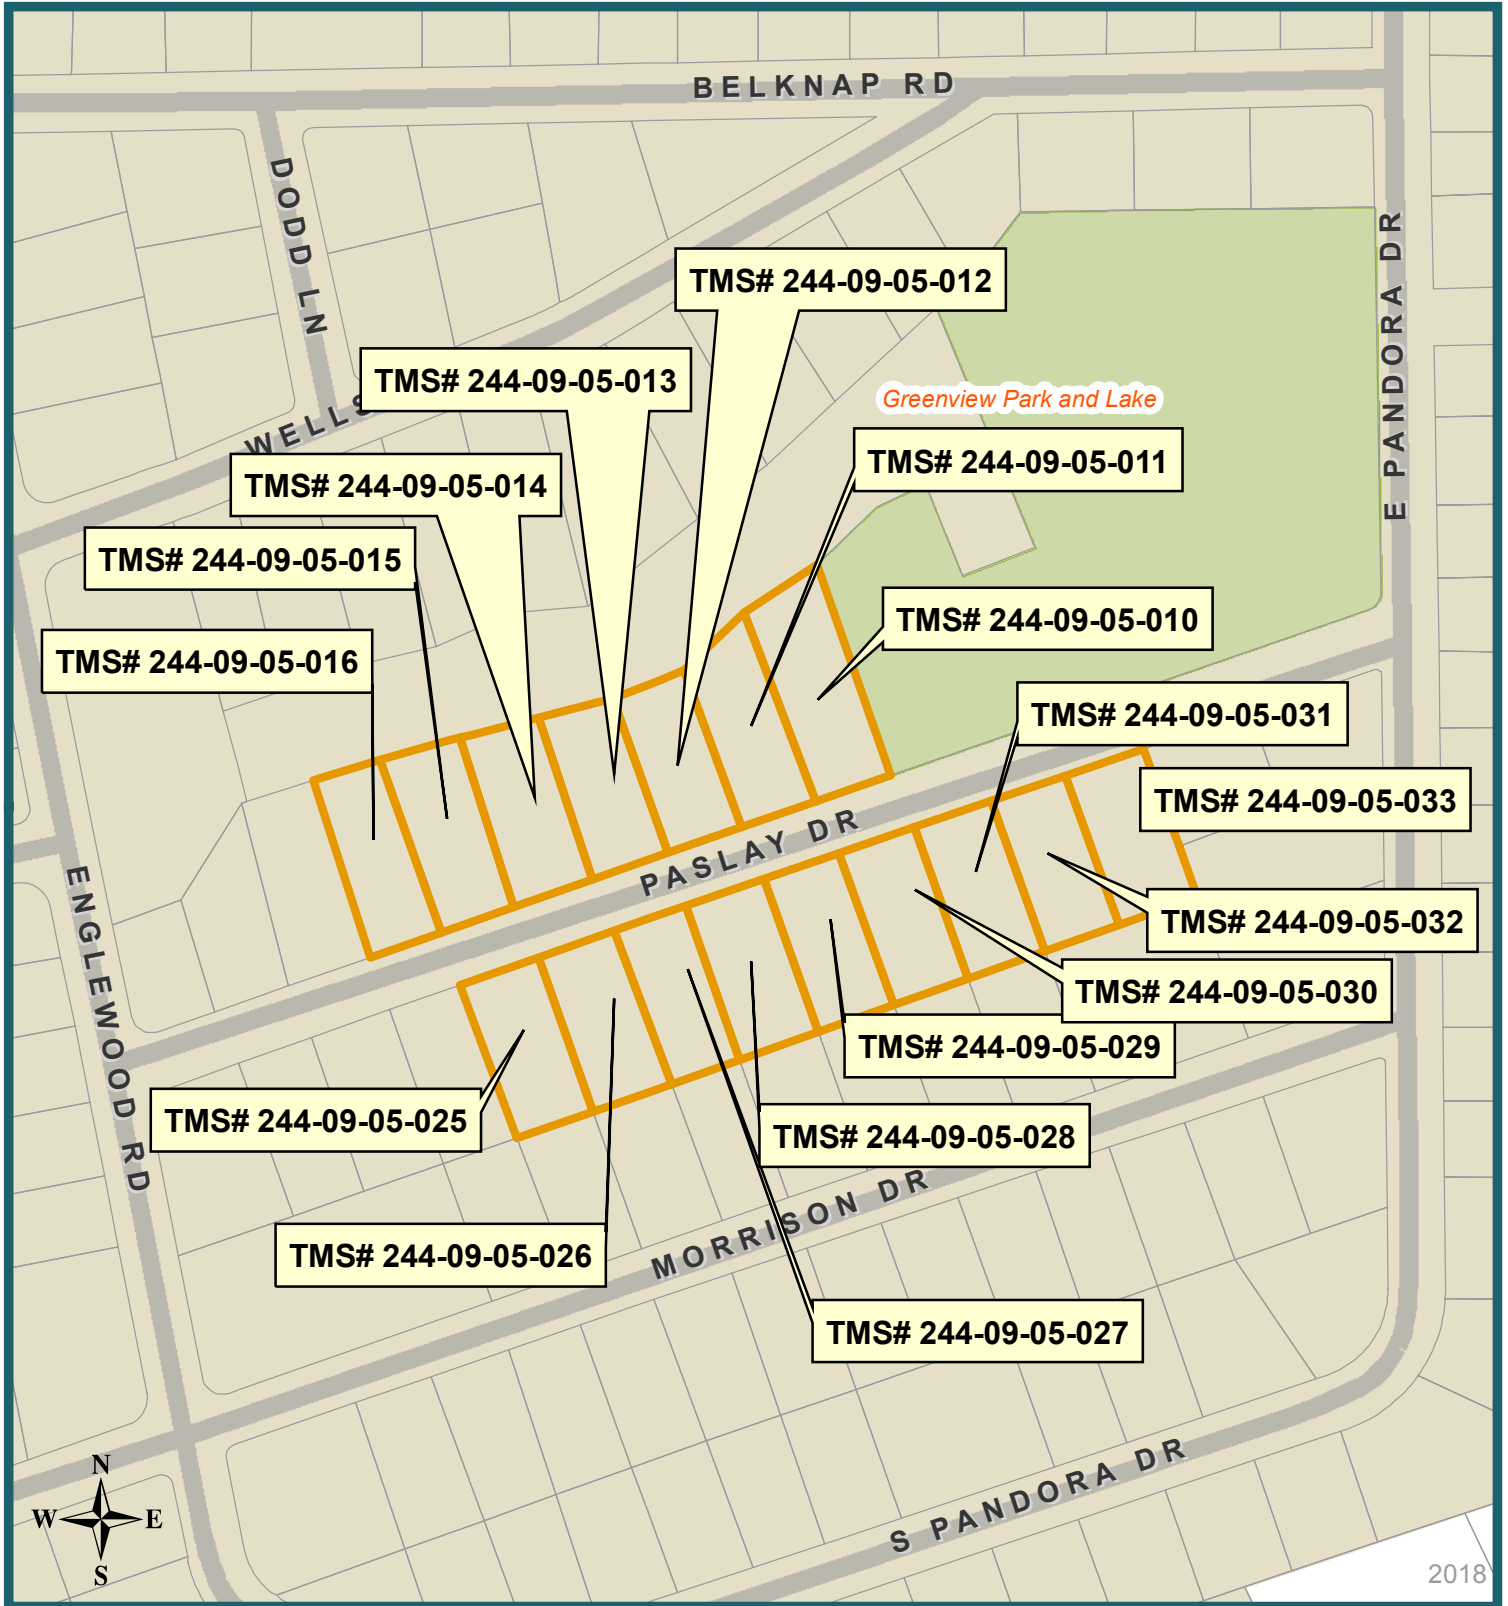 BELKNAP RD
DODD LN
E PANDORA DR
TMS# 244-09-05-012
TMS# 244-09-05-013
Greenview Park and Lake
WELLS
TMS# 244-09-05-011
TMS# 244-09-05-014
TMS# 244-09-05-015
TMS# 244-09-05-010
TMS# 244-09-05-016
TMS# 244-09-05-031
TMS# 244-09-05-033
PASLAY DR
TMS# 244-09-05-032
ENGLEWOOD RD
TMS# 244-09-05-030
TMS# 244-09-05-029
TMS# 244-09-05-025
TMS# 244-09-05-028
MORRISON DR
TMS# 244-09-05-026
TMS# 244-09-05-027
S PANDORA DR
N
W E
S
2018